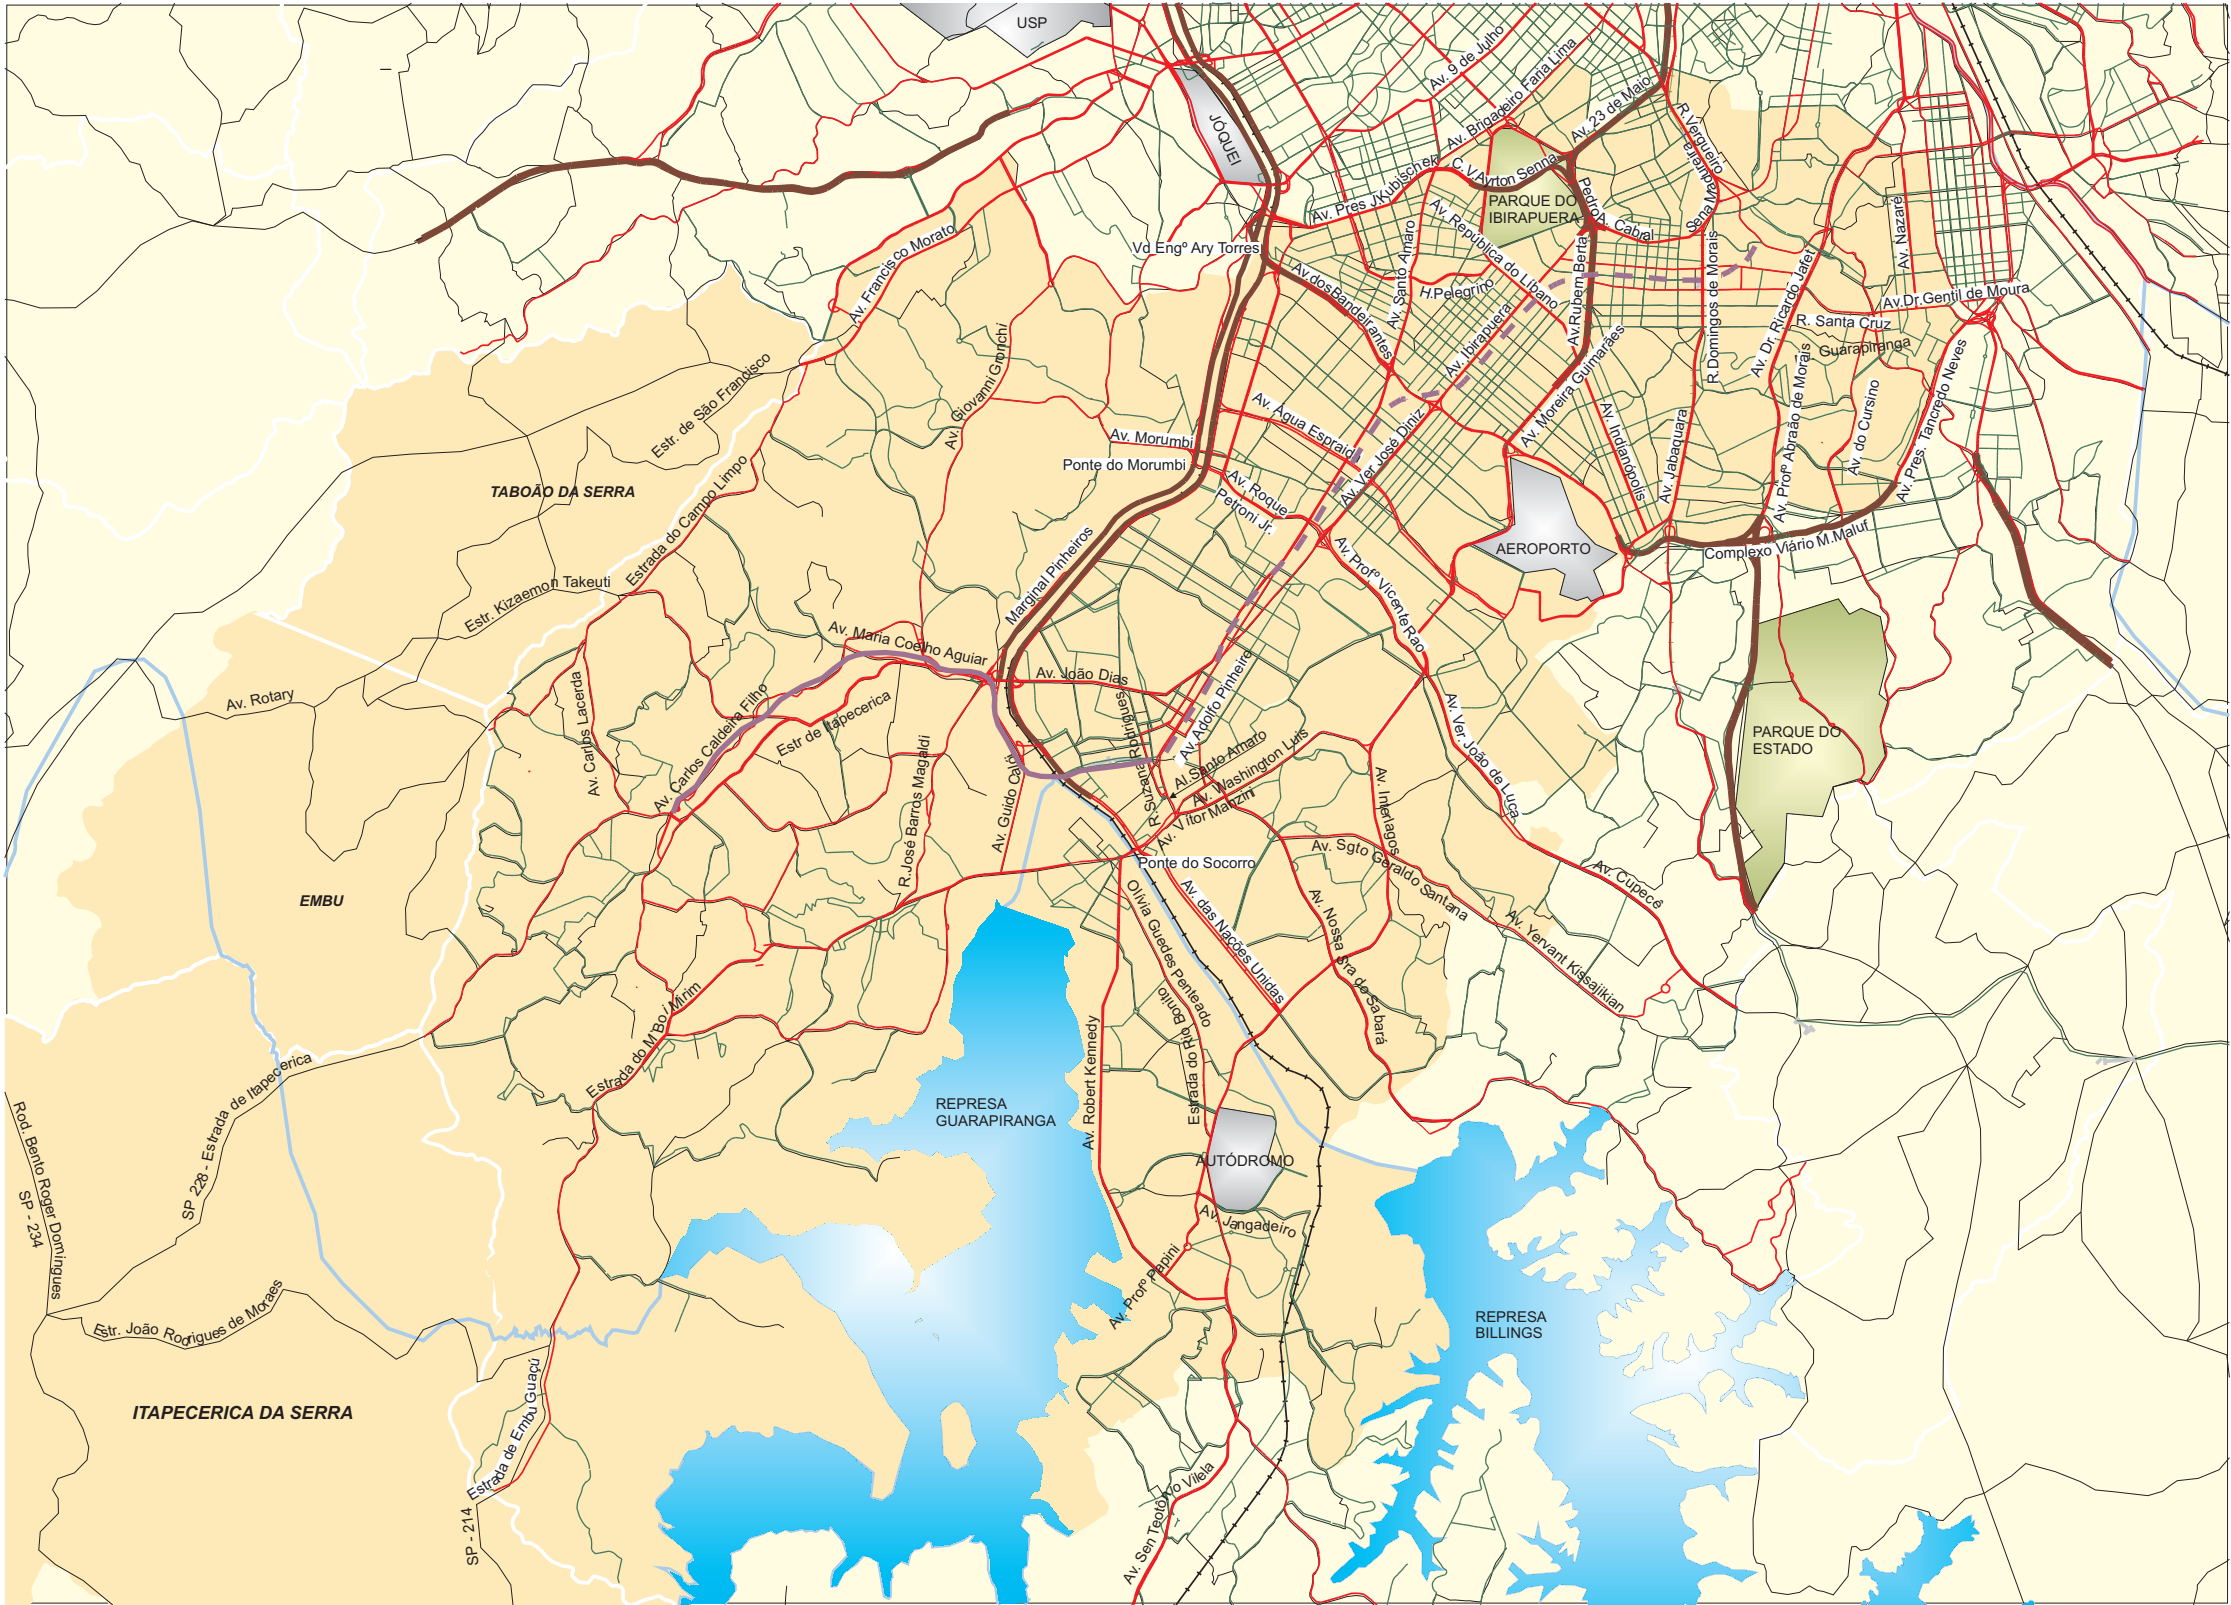 USP
JÓQUEI
Av. 9 de Julho
Av. Brigadeiro Faria Lima
Av. 23 de Maio
R. Vergueiro
Sena Madureira
Av. Pres JKubischek
C. V.Ayrton Senna
PARQUE DO
IBIRAPUERA
Pedro A. Cabral
Av. República do Líbano
Av. Santo Amaro
H.Pelegrino
Av. Nazaré
Vd Engº Ary Torres
Av. Francisco Morato
Av.dos Bandeirantes
Av.Rubem Berta
R.Domingos de Morais
Av. Dr. Ricardo Jafet
Av.Dr.Gentil de Moura
R. Santa Cruz
Guarapiranga
Av. Ibirapuera
Av. Moreira Guimarães
Av. Giovanni Gronchi
Estr. de São Francisco
Av. Água Espraida
Av. Ver José Diniz
Av. Indianópolis
Av. Jabaquara
Av. Profº Abraão de Morais
Av. do Cursino
Av. Pres. Tancredo Neves
Av. Morumbi
Ponte do Morumbi
Av. Roque
Petroni Jr.
TABOÃO DA SERRA
Estrada do Campo Limpo
AEROPORTO
Complexo Viário M.Maluf
Av. Profº Vicente Rao
Marginal Pinheiros
Estr. Kizaemon Takeuti
Av. Maria Coelho Aguiar
Av. João Dias
Av. Rotary
Av. Carlos Lacerda
Av. Carlos Caldeira Filho
Estr de Itapecerica
R.José Barros Magaldi
Av. Guido Caloi
R. Suzana Rodrigues
Av. Adolfo Pinheiro
Al.Santo Amaro
Av. Washington Luis
Av. Vítor Manzini
Av. Interlagos
Av. Ver. João de Luca
PARQUE DO
ESTADO
Ponte do Socorro
Av. Sgto Geraldo Santana
Av. Cupecê
EMBU
Olívia Guedes Penteado
Av. das Nações Unidas
Av. Nossa Sra do Sabará
Av. Yervant Kissajikian
Estrada do M'Boi Mirim
Av. Robert Kennedy
Estrada do Rio Bonito
REPRESA
GUARAPIRANGA
SP 228 - Estrada de Itapecerica
Rod. Bento Roger Domingues
SP - 234
AUTÓDROMO
Av. Jangadeiro
Av. Profº Papini
Estr. João Rodrigues de Moraes
REPRESA
BILLINGS
ITAPECERICA DA SERRA
Estrada de Embu Guaçú
SP - 214
Av. Sen Teotônio Vilela